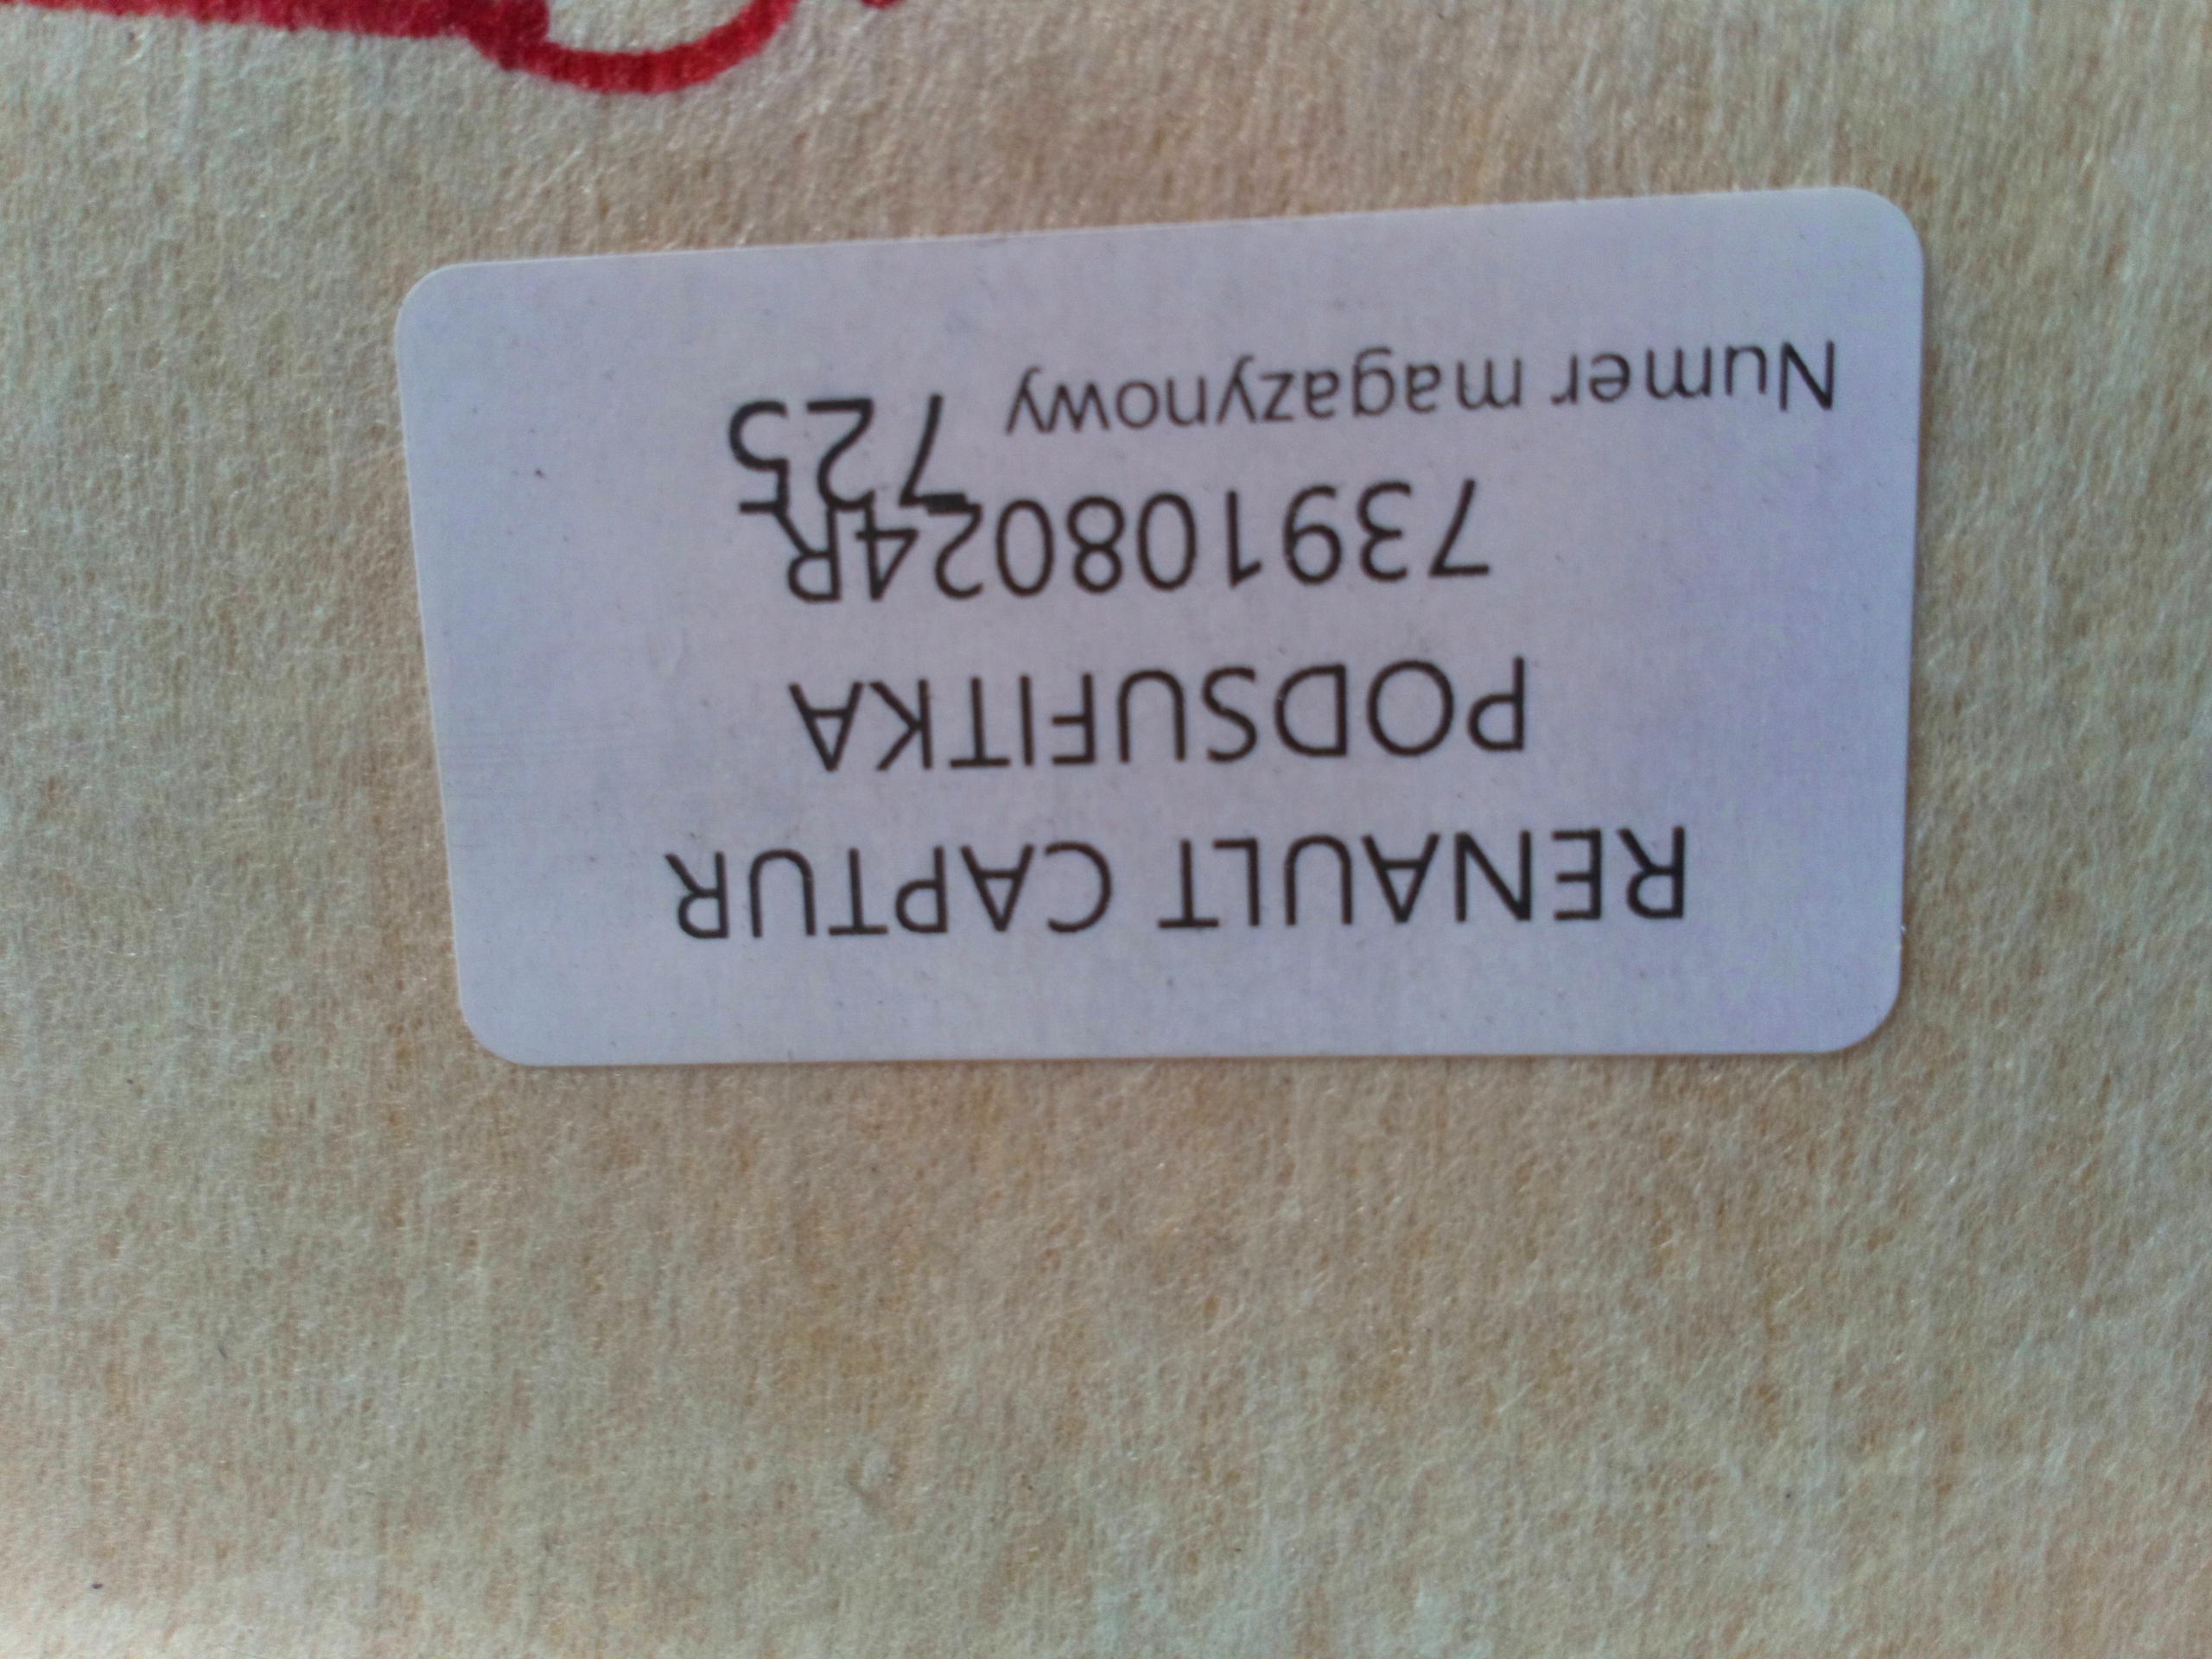 RENAULT CAPTUR
PODSUFITKA
739108024R
Numer magazynowy 725